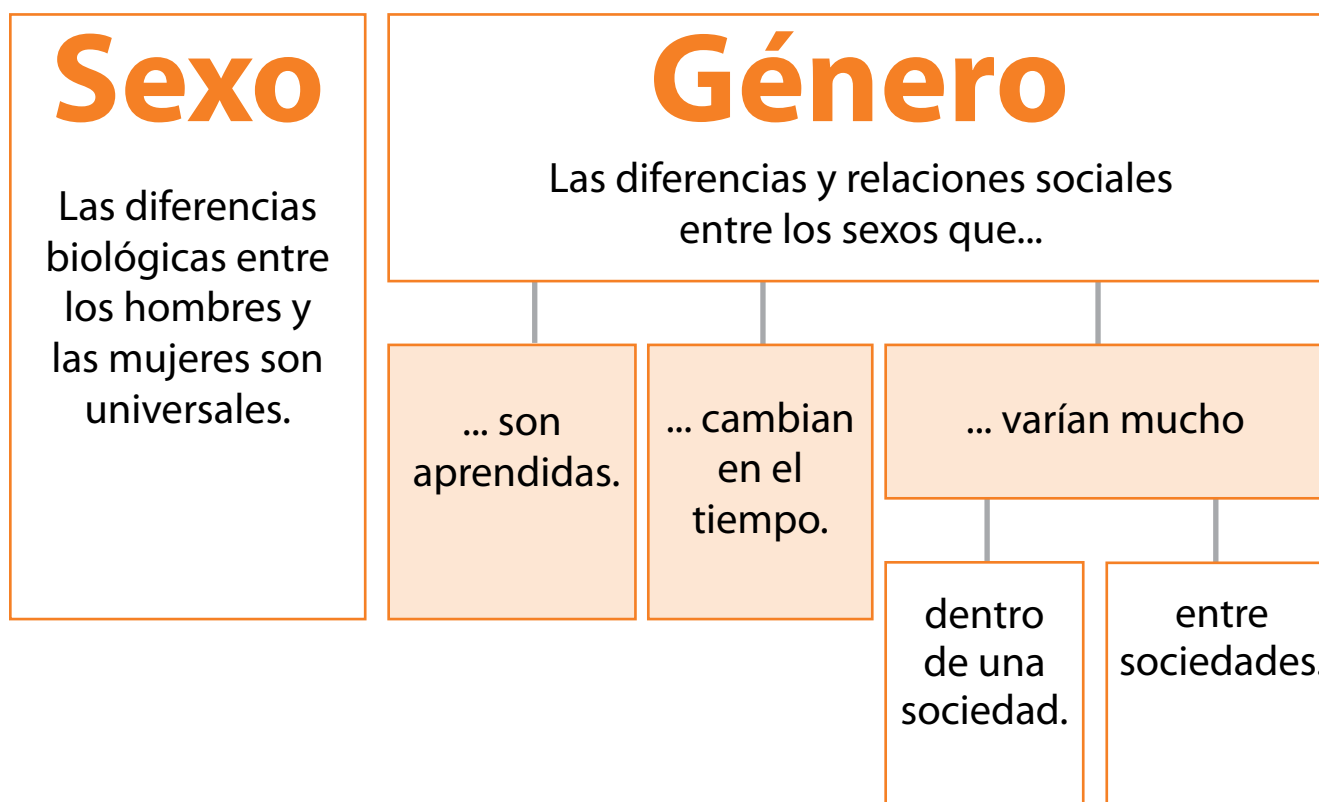 Sexo
Las diferencias
biológicas entre
los hombres y
las mujeres son
universales.
Género
Las diferencias y relaciones sociales
entre los sexos que...
... son
aprendidas.
... cambian
en el
tiempo.
... varían mucho
dentro
de una
sociedad.
entre
sociedades.